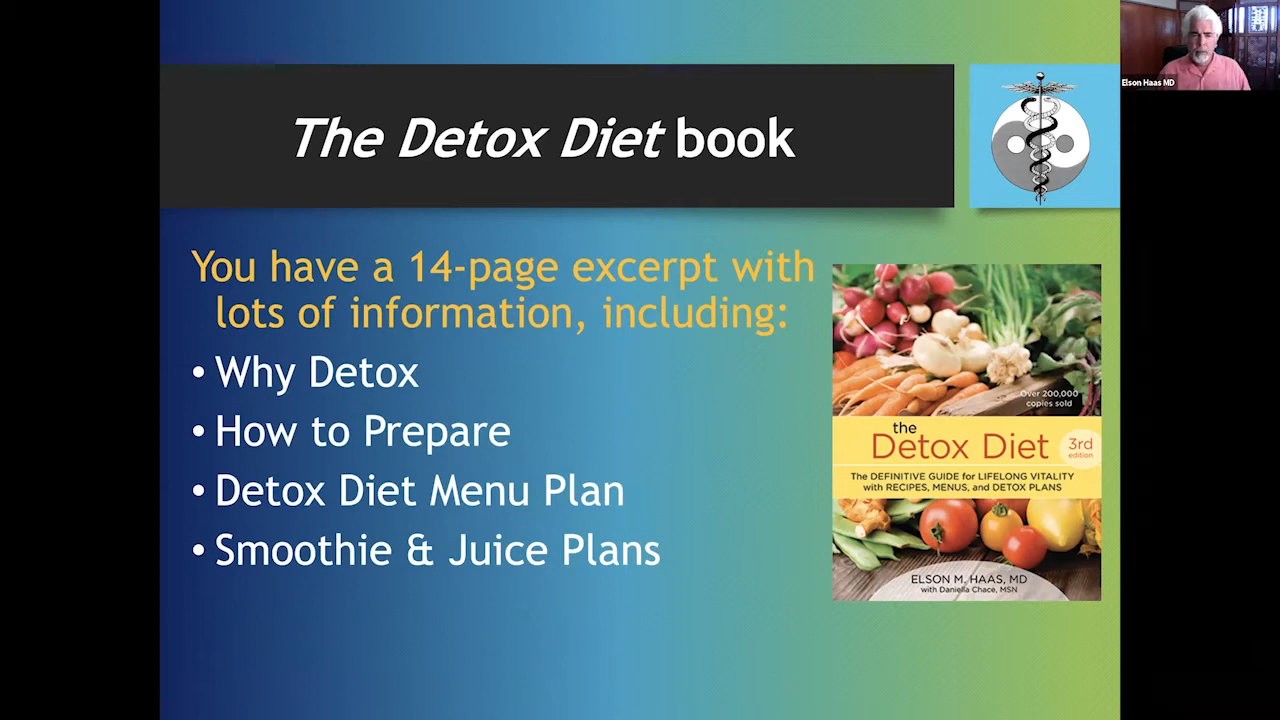 Elson Haas MD
The Detox Diet book
You have a 14-page excerpt with
lots of information, including:
• Why Detox
• How to Prepare
• Detox Diet Menu Plan
• Smoothie & Juice Plans
Over 200,000
copies sold
the
Detox Diet
3rd
edition
The DEFINITIVE GUIDE for LIFELONG VITALITY
with RECIPES, MENUS, and DETOX PLANS
ELSON M. HAAS, MD
with Daniella Chace, MSN